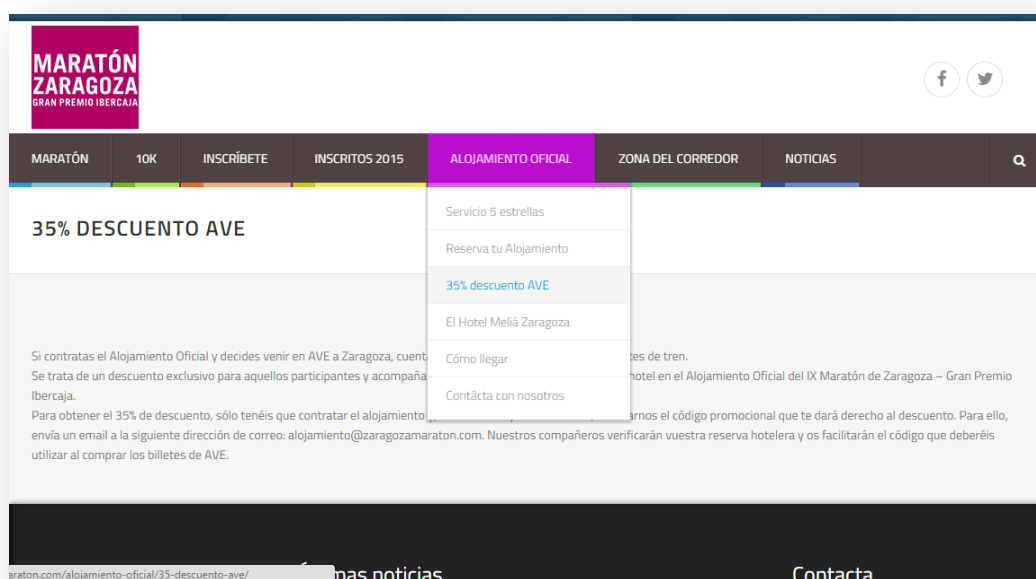 MARATÓN
ZARAGOZA
GRAN PREMIO IBERCAJA
MARATÓN 10K INSCRÍBETE INSCRITOS 2015 ALOJAMIENTO OFICIAL ZONA DEL CORREDOR NOTICIAS
Servicio 5 estrellas
Reserva tu Alojamiento
35% descuento AVE
El Hotel Meliá Zaragoza
Cómo llegar
Contácta con nosotros
35% DESCUENTO AVE
Si contratas el Alojamiento Oficial y decides venir en AVE a Zaragoza, de tren.
Se trata de un descuento exclusivo para aquellos participantes y hotel en el Alojamiento Oficial del IX Maratón de Zaragoza – Gran Premio
Ibercaja.
Para obtener el 35% de descuento, sólo tenéis que contratar el alojamiento el código promocional que te dará derecho al descuento. Para ello,
envía un email a la siguiente dirección de correo: alojamiento@zaragozamaraton.com. Nuestros compañeros verificarán vuestra reserva hotelera y os facilitarán el código que deberéis
utilizar al comprar los billetes de AVE.
noticias Contacta
araton.com/alojamiento-oficial/35-descuento-ave/